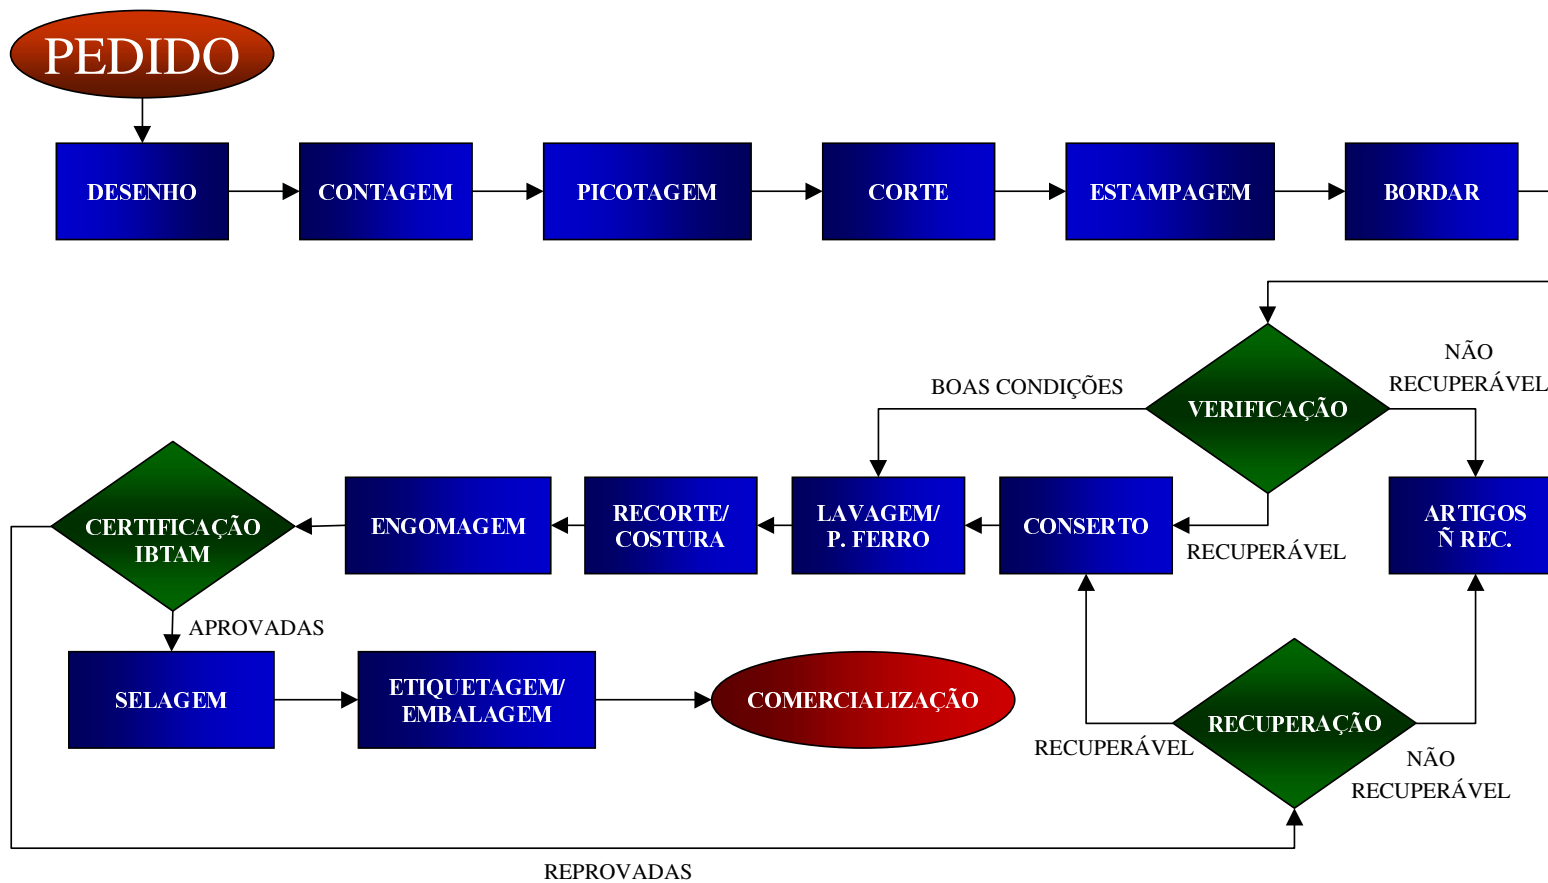 PEDIDO
DESENHO
CONTAGEM
PICOTAGEM
CORTE
ESTAMPAGEM
BORDAR
NÃO
RECUPERÁVEL
BOAS CONDIÇÕES
VERIFICAÇÃO
CERTIFICAÇÃO
IBTAM
ENGOMAGEM
RECORTE/
COSTURA
LAVAGEM/
P. FERRO
CONSERTO
RECUPERÁVEL
ARTIGOS
Ñ REC.
APROVADAS
SELAGEM
ETIQUETAGEM/
EMBALAGEM
COMERCIALIZAÇÃO
RECUPERAÇÃO
RECUPERÁVEL
NÃO
RECUPERÁVEL
REPROVADAS